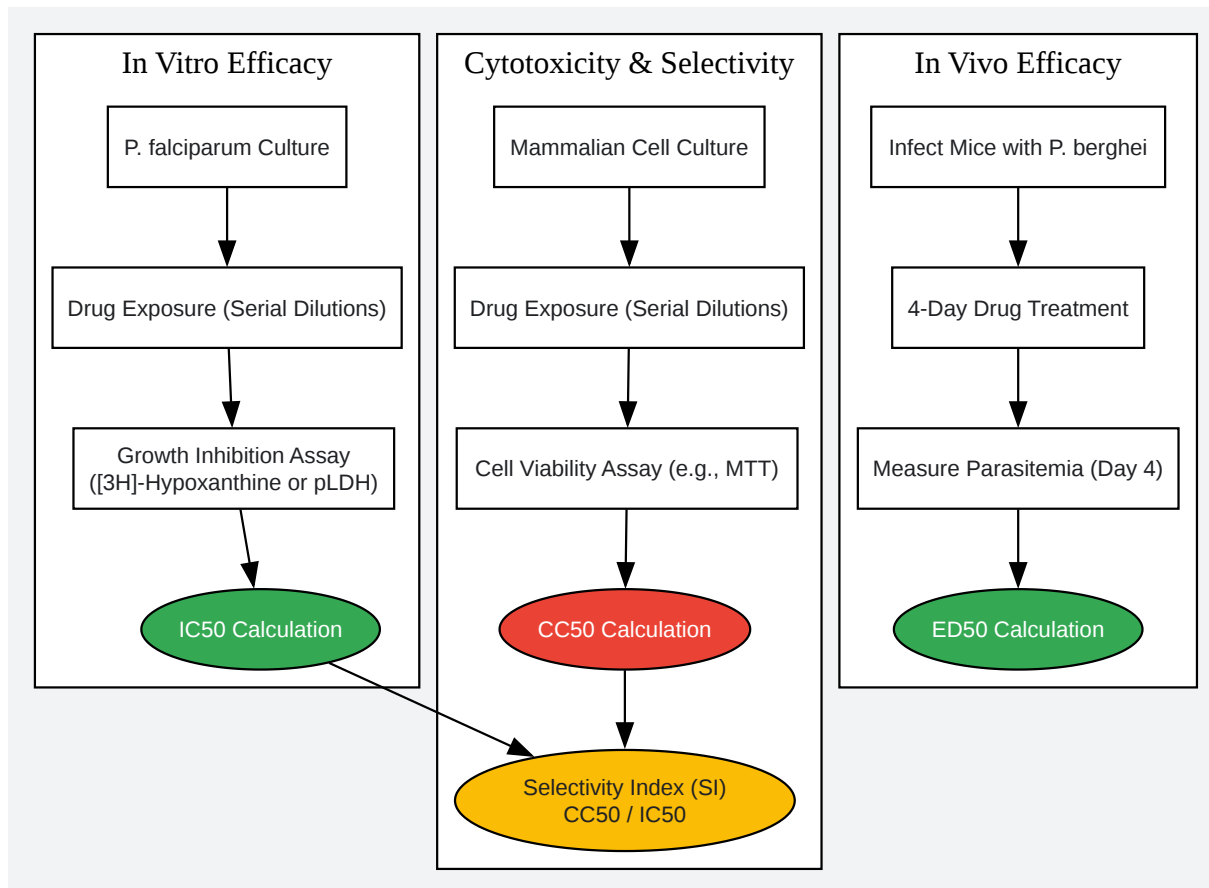 In Vitro Efficacy
P. falciparum Culture
Drug Exposure (Serial Dilutions)
Growth Inhibition Assay
([3H]-Hypoxanthine or pLDH)
IC50 Calculation
Cytotoxicity & Selectivity
Mammalian Cell Culture
Drug Exposure (Serial Dilutions)
Cell Viability Assay (e.g., MTT)
CC50 Calculation
Selectivity Index (SI)
CC50 / IC50
In Vivo Efficacy
Infect Mice with P. berghei
4-Day Drug Treatment
Measure Parasitemia (Day 4)
ED50 Calculation